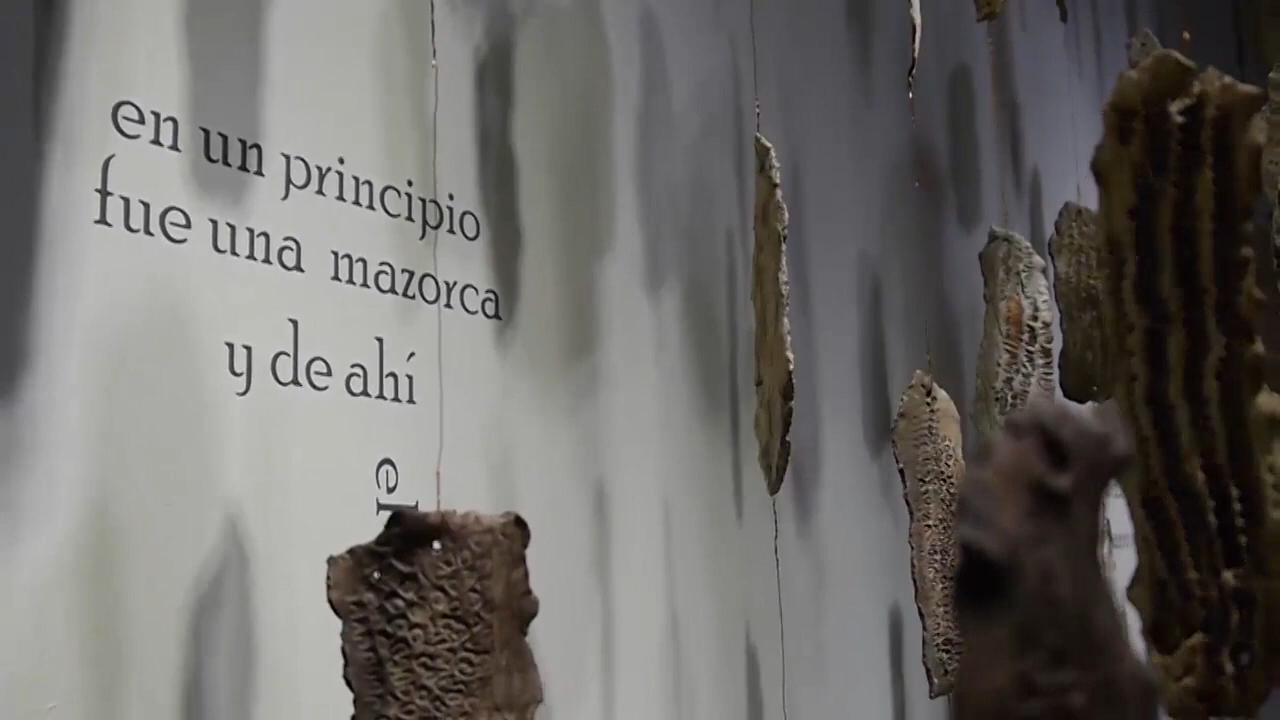 en un principio
fue una mazorca
y de ahí